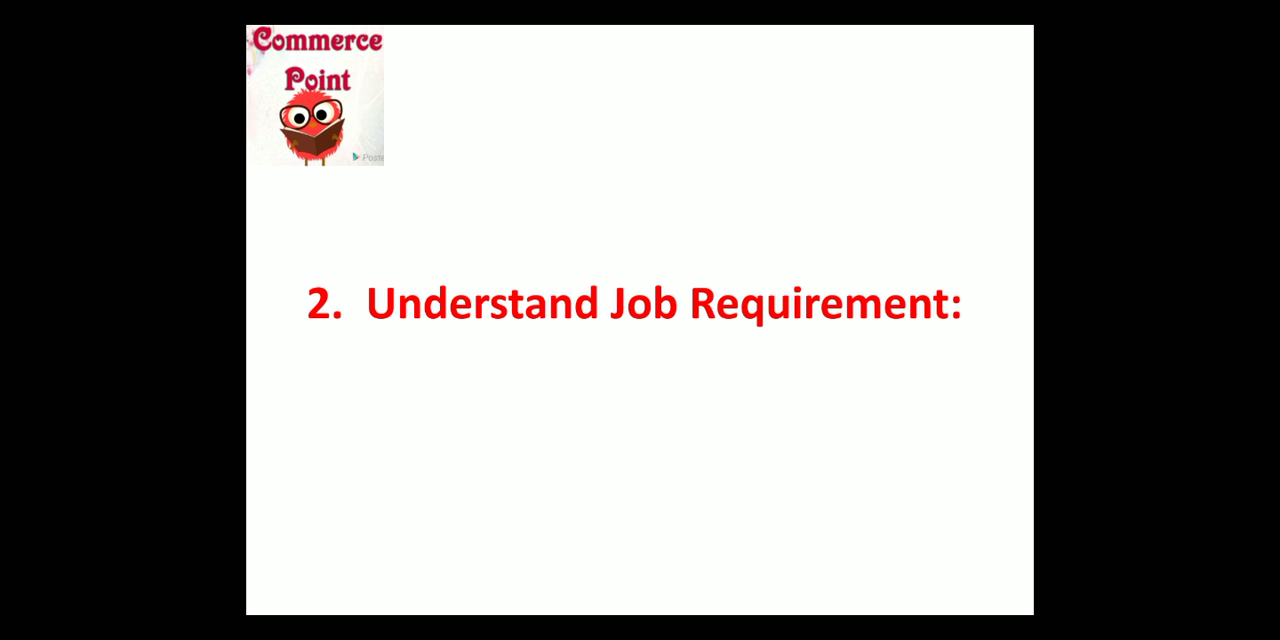 Commerce
Point
2. Understand Job Requirement: